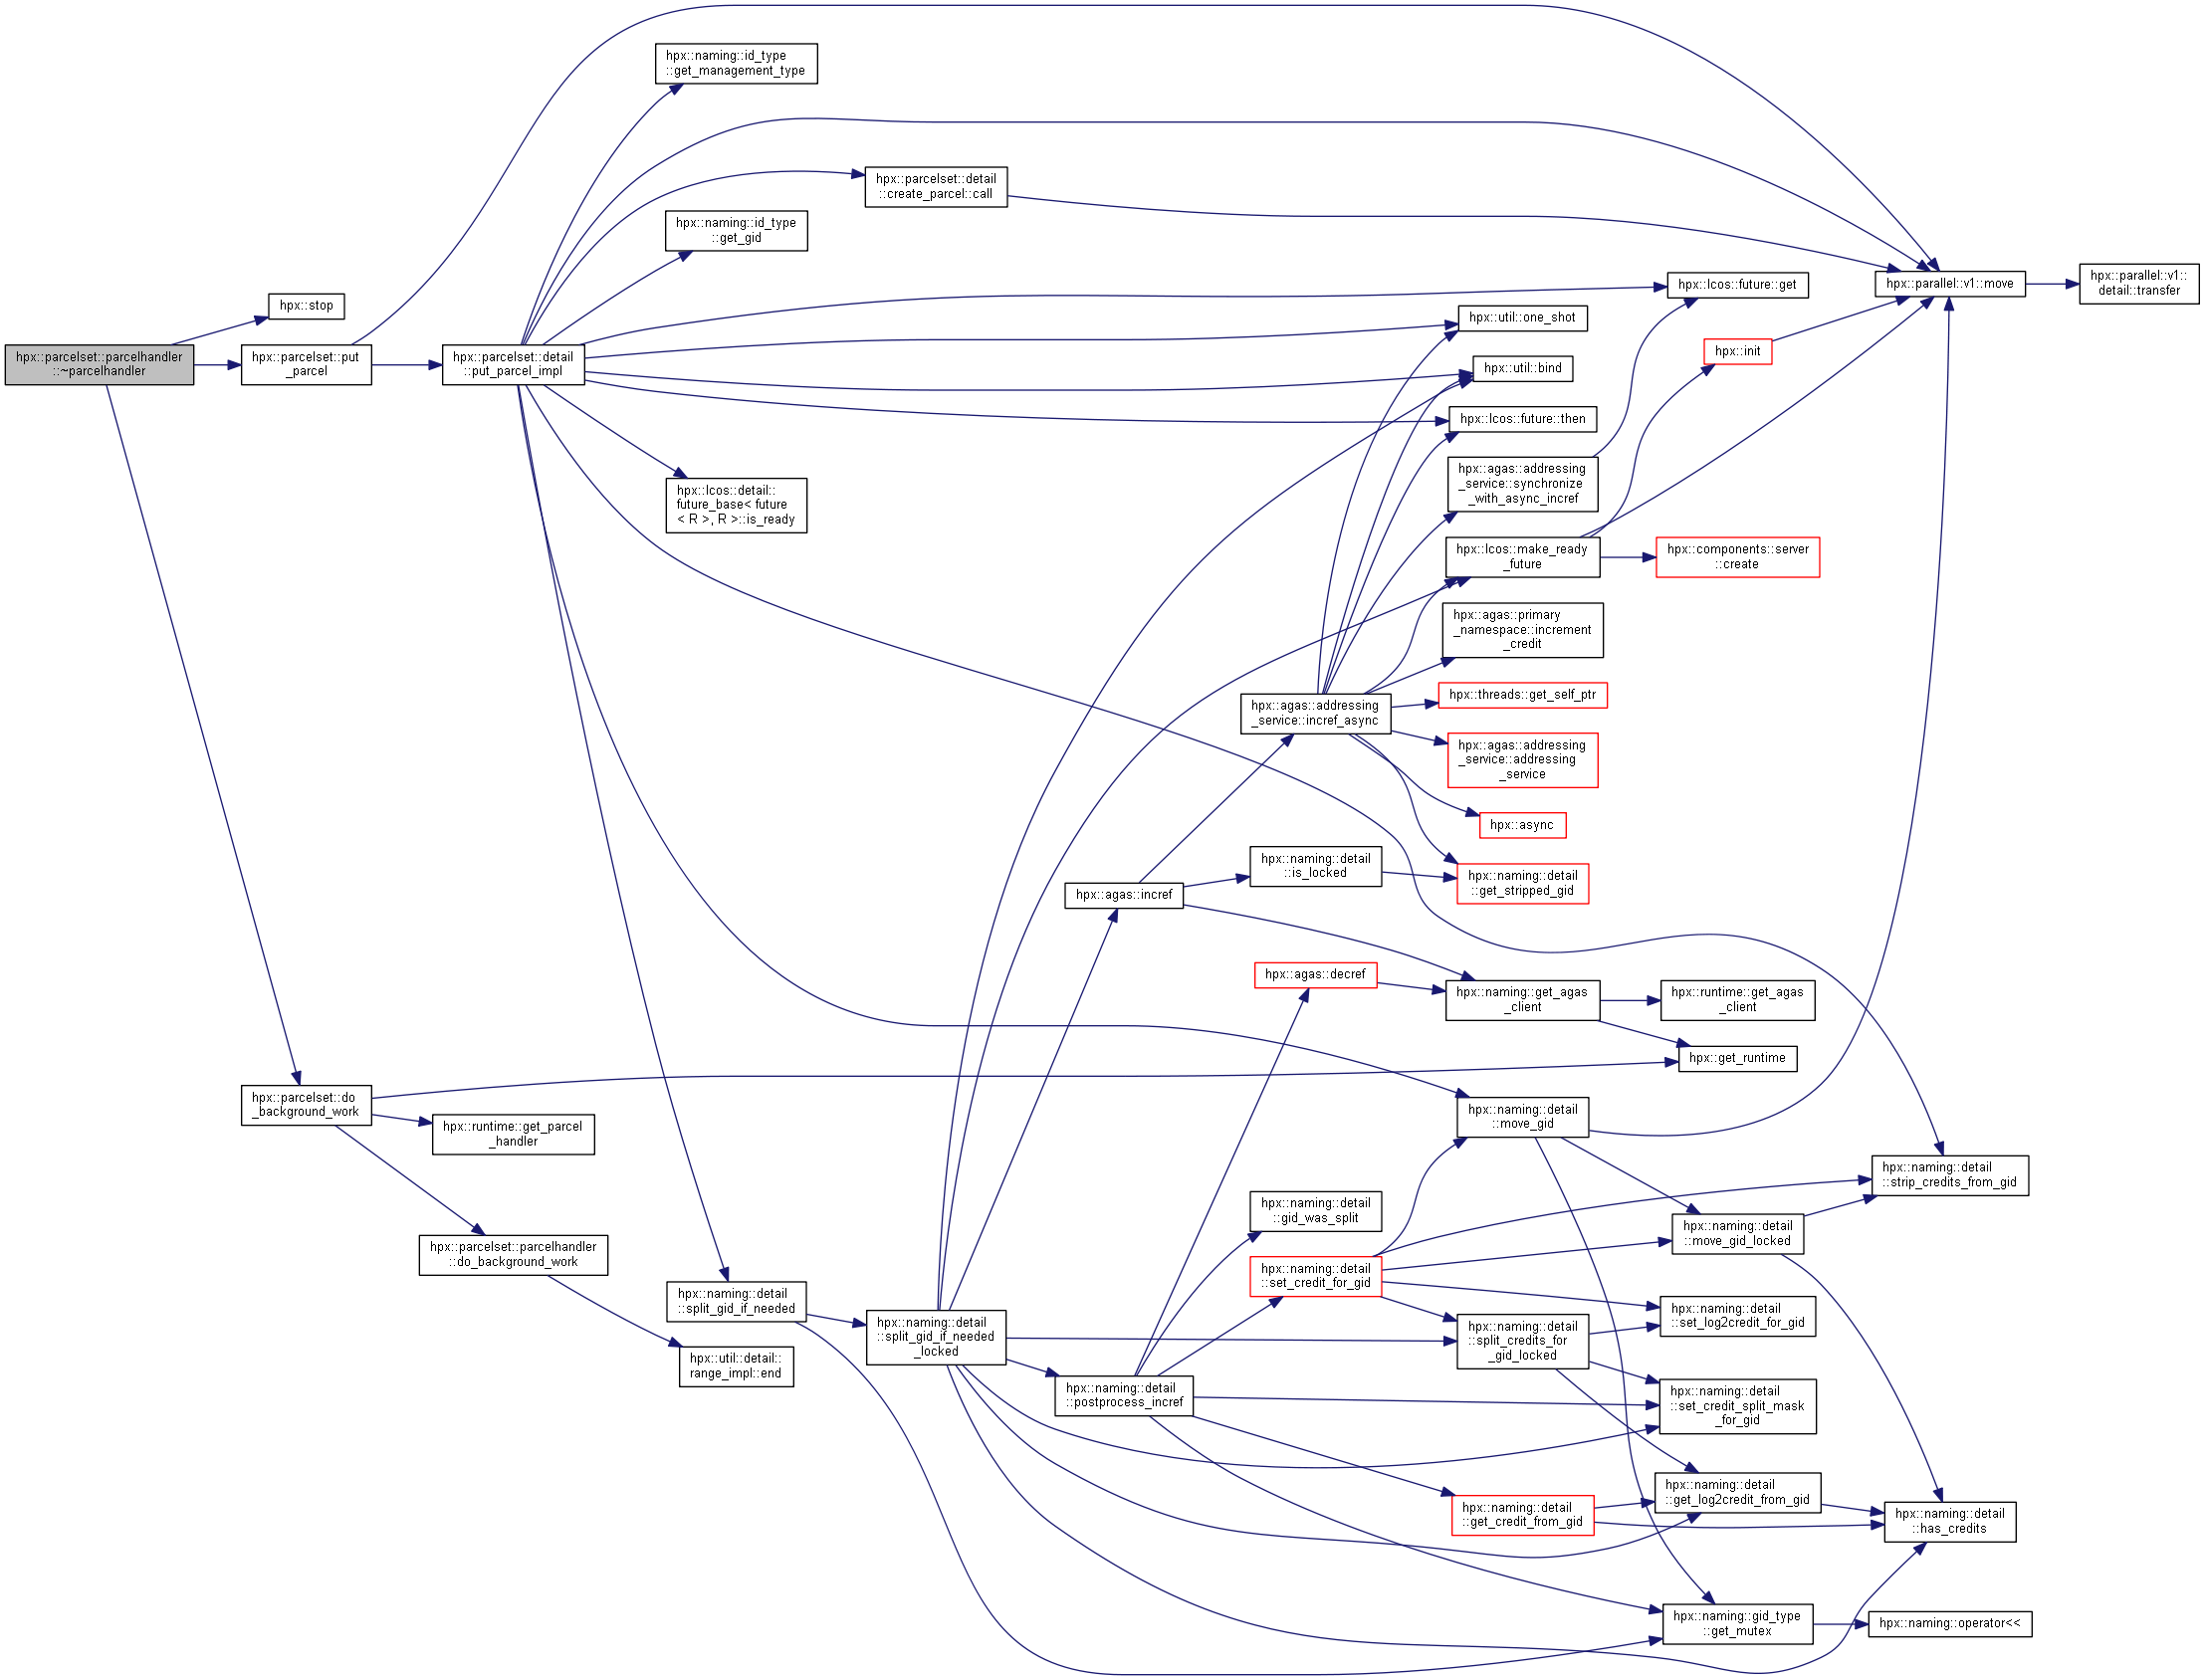 hpx::naming::id_type
::get_management_type
hpx::parcelset::detail
::create_parcel::call
hpx::naming::id_type
::get_gid
hpx::parallel::v1::move
hpx::parallel::v1::
detail::transfer
hpx::lcos::future::get
hpx::stop
hpx::util::one_shot
hpx::parcelset::parcelhandler
::~parcelhandler
hpx::parcelset::put
_parcel
hpx::parcelset::detail
::put_parcel_impl
hpx::init
hpx::util::bind
hpx::lcos::future::then
hpx::lcos::detail::
future_base< future
< R >, R >::is_ready
hpx::agas::addressing
_service::synchronize
_with_async_incref
hpx::lcos::make_ready
_future
hpx::components::server
::create
hpx::agas::primary
_namespace::increment
_credit
hpx::threads::get_self_ptr
hpx::agas::addressing
_service::incref_async
hpx::agas::addressing
_service::addressing
_service
hpx::async
hpx::naming::detail
::is_locked
hpx::naming::detail
::get_stripped_gid
hpx::agas::incref
hpx::agas::decref
hpx::naming::get_agas
_client
hpx::runtime::get_agas
_client
hpx::get_runtime
hpx::parcelset::do
_background_work
hpx::runtime::get_parcel
_handler
hpx::naming::detail
::move_gid
hpx::naming::detail
::strip_credits_from_gid
hpx::naming::detail
::gid_was_split
hpx::naming::detail
::move_gid_locked
hpx::parcelset::parcelhandler
::do_background_work
hpx::naming::detail
::set_credit_for_gid
hpx::naming::detail
::split_gid_if_needed
hpx::naming::detail
::set_log2credit_for_gid
hpx::naming::detail
::split_gid_if_needed
_locked
hpx::naming::detail
::split_credits_for
_gid_locked
hpx::util::detail::
range_impl::end
hpx::naming::detail
::postprocess_incref
hpx::naming::detail
::set_credit_split_mask
_for_gid
hpx::naming::detail
::get_log2credit_from_gid
hpx::naming::detail
::get_credit_from_gid
hpx::naming::detail
::has_credits
hpx::naming::gid_type
::get_mutex
hpx::naming::operator<<